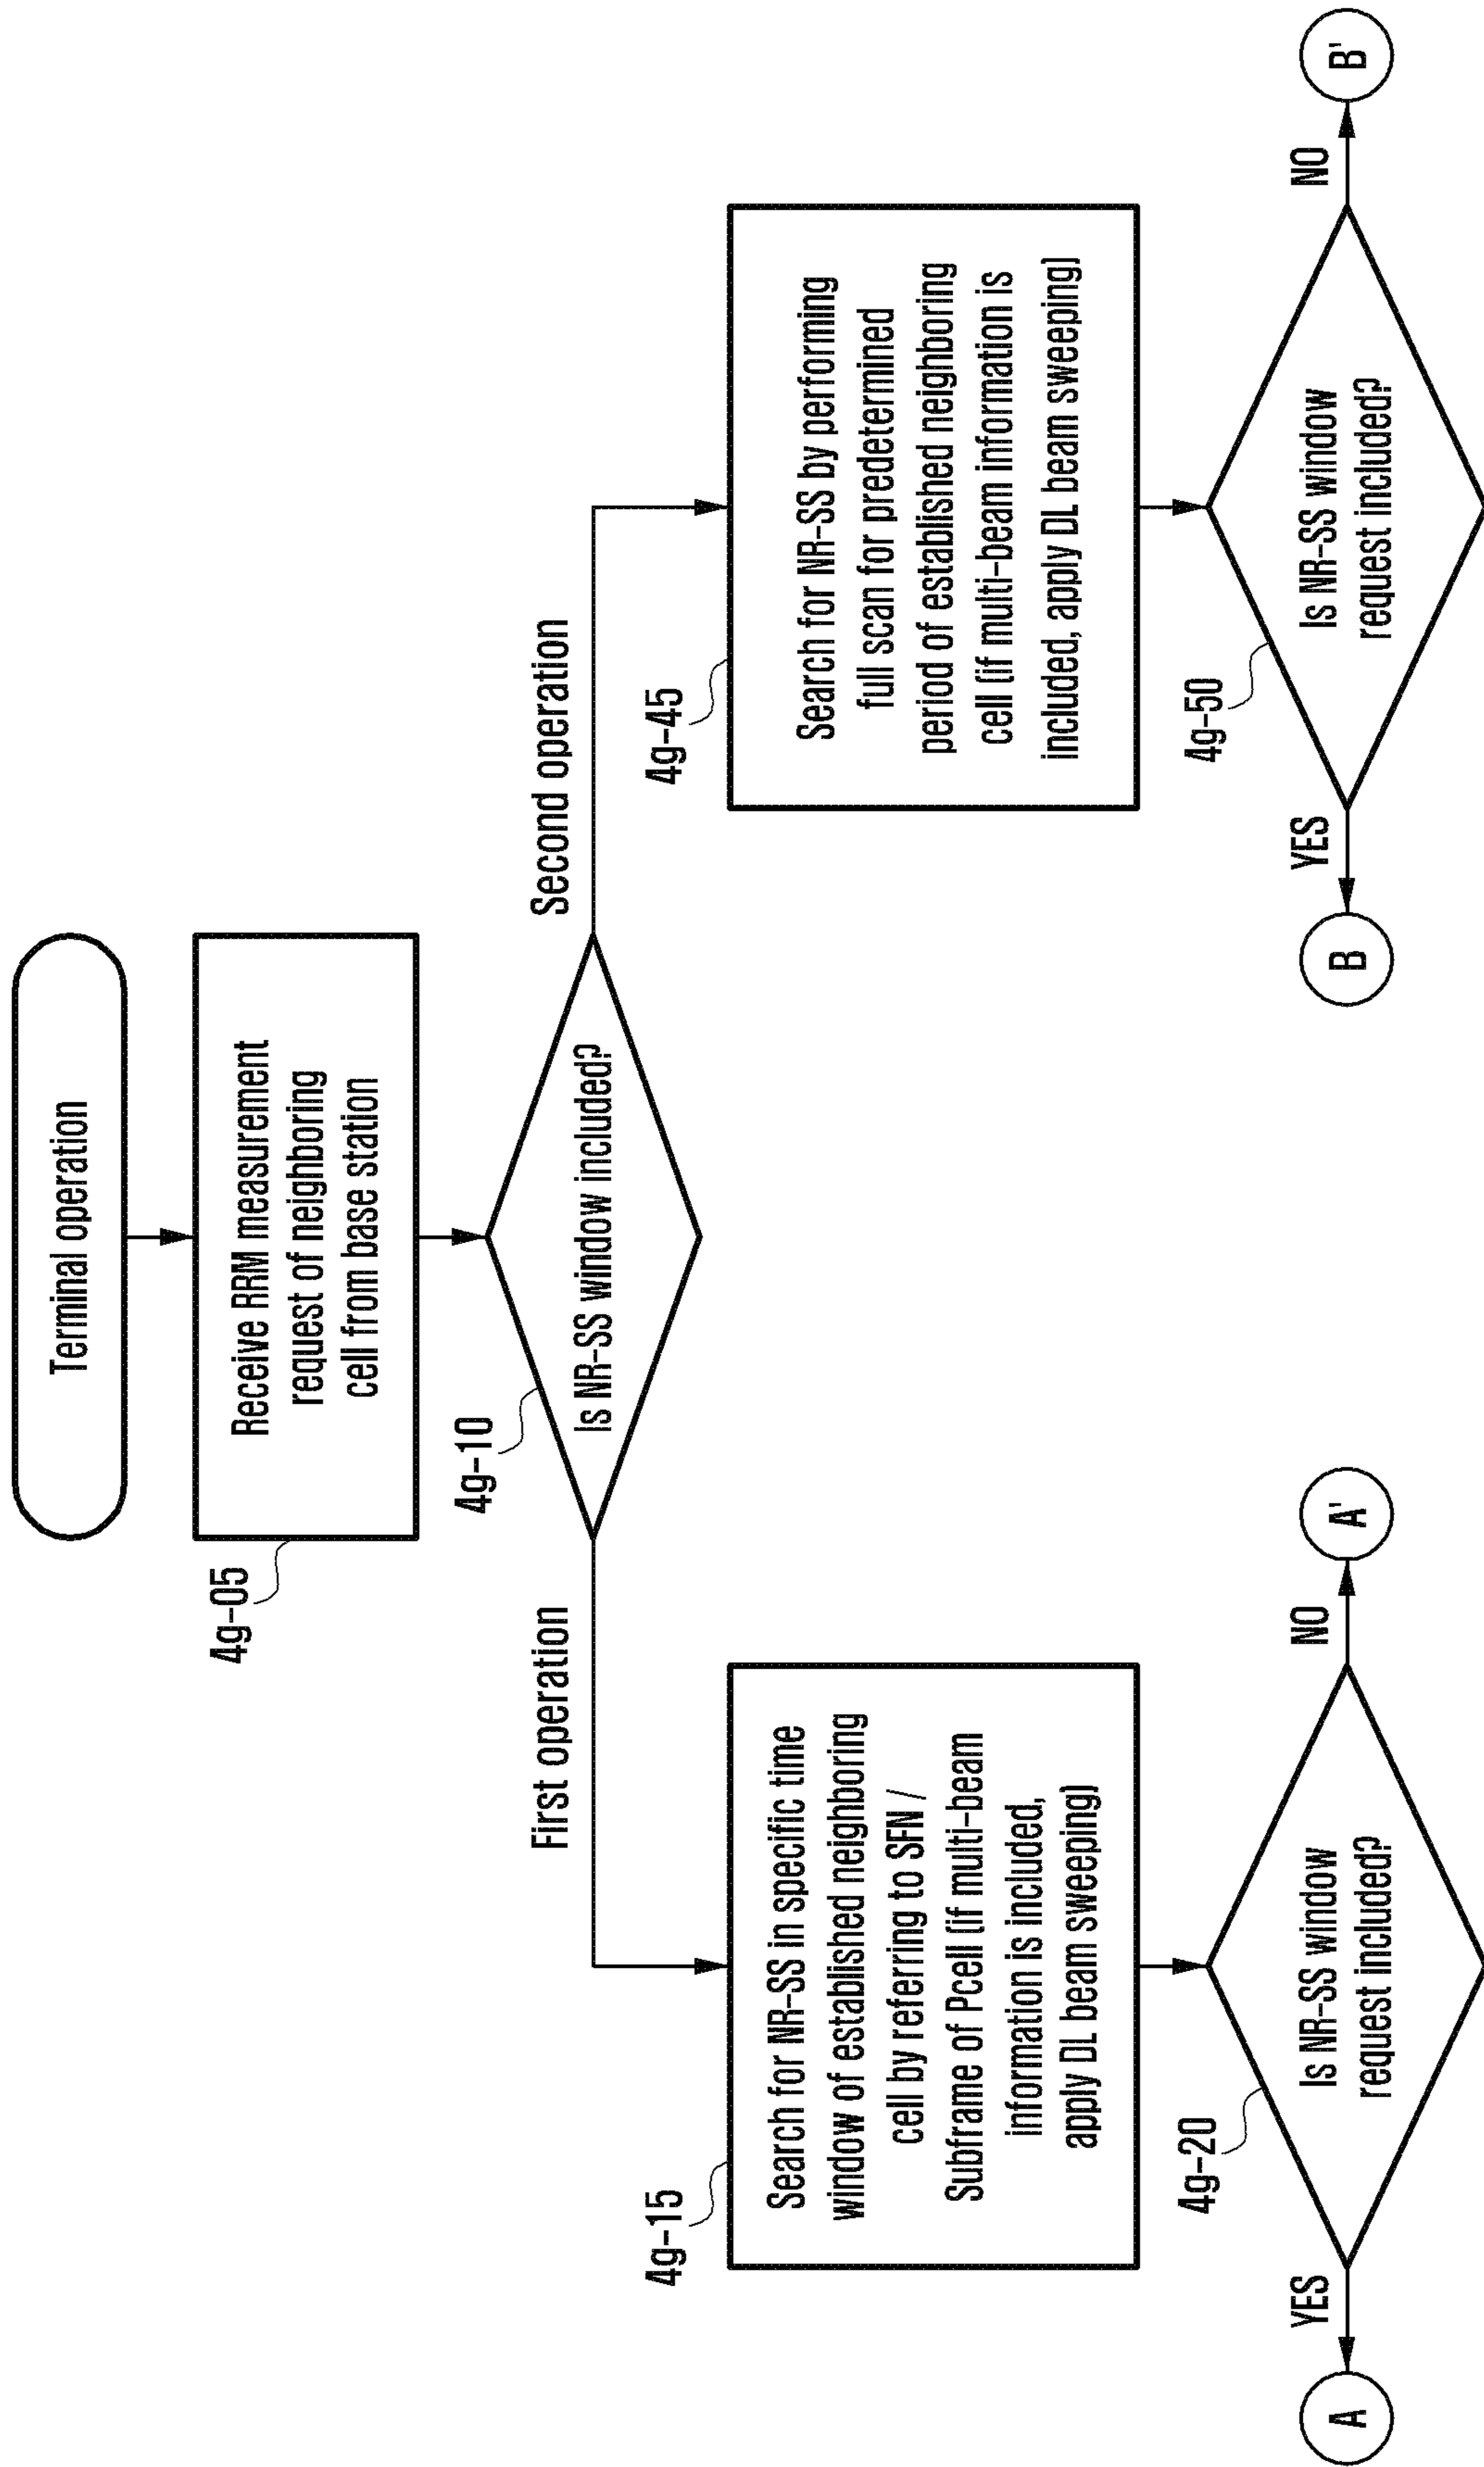 Terminal operation
4g-05
Receive RRM measurement
request of neighboring
cell from base station
4g-10
Is NR-SS window included?
First operation
Second operation
4g-15
Search for NR-SS in specific time
window of established neighboring
cell by referring to SFN /
Subframe of Pcell (if multi-beam
information is included,
apply DL beam sweeping)
4g-45
Search for NR-SS by performing
full scan for predetermined
period of established neighboring
cell (if multi-beam information is
included, apply DL beam sweeping)
4g-20
Is NR-SS window
request included?
YES
NO
A
A'
4g-50
Is NR-SS window
request included?
YES
NO
B
B'